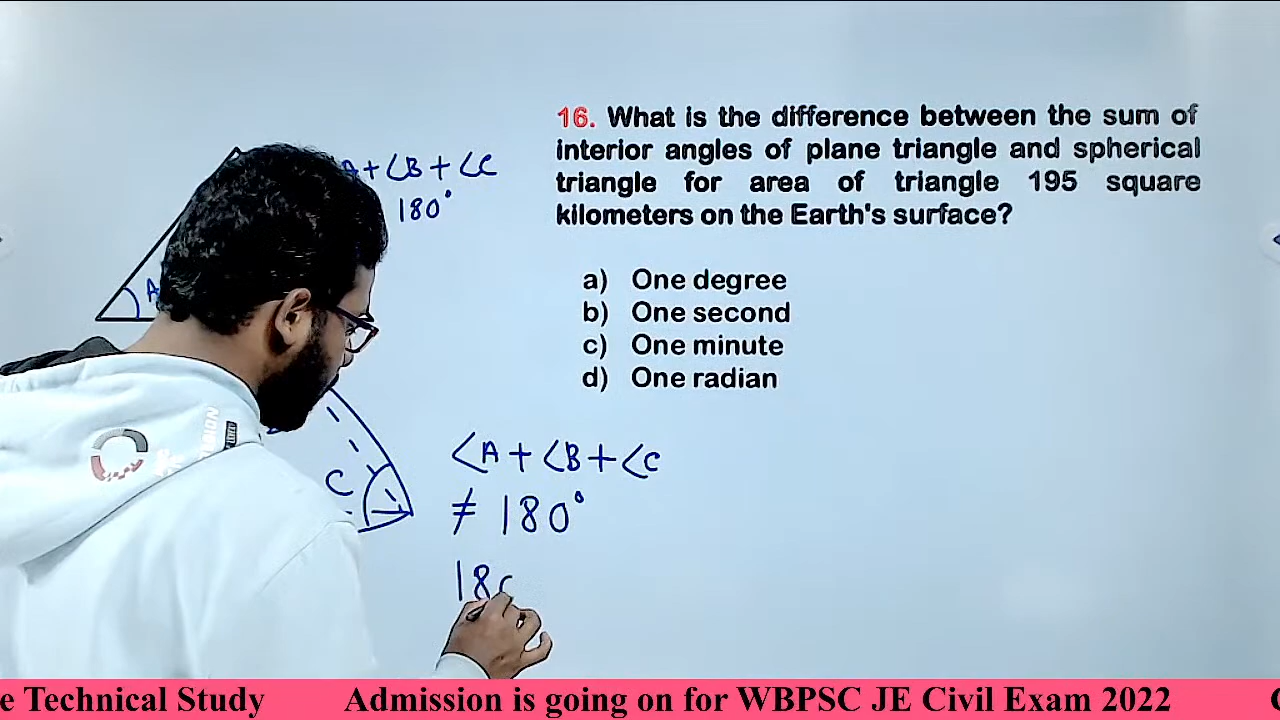 A+∠B+∠C
180°
A
16. What is the difference between the sum of
interior angles of plane triangle and spherical
triangle for area of triangle 195 square
kilometers on the Earth's surface?
a) One degree
b) One second
c) One minute
d) One radian
C
∠A+∠B+∠C
≠ 180°
180
e Technical Study Admission is going on for WBPSC JE Civil Exam 2022